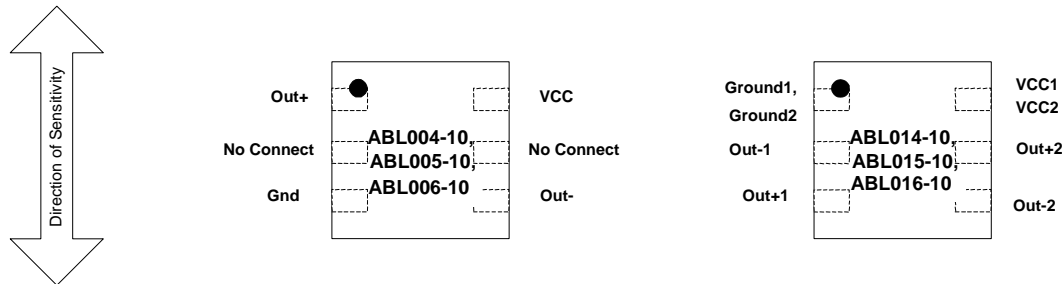 Direction of Sensitivity
Out+
VCC
No Connect
ABL004-10,
ABL005-10,
ABL006-10
No Connect
Gnd
Out-
Ground1,
Ground2
VCC1
VCC2
Out-1
ABL014-10,
ABL015-10,
ABL016-10
Out+2
Out+1
Out-2